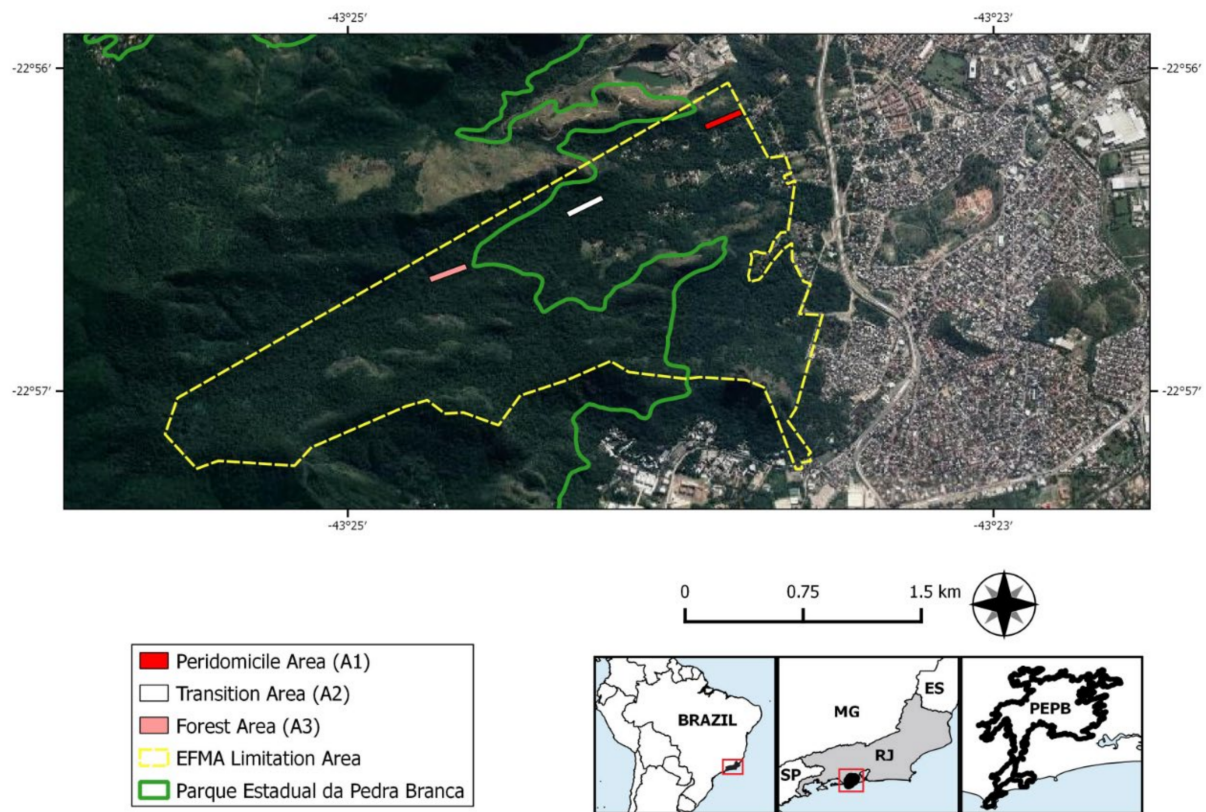 -43°25′ -43°23′
-22°56′ -22°56′
-22°57′ -22°57′
-43°25′ -43°23′
0 0.75 1.5 km
Peridomicile Area (A1)
Transition Area (A2)
Forest Area (A3)
EFMA Limitation Area
Parque Estadual da Pedra Branca
BRAZIL
ES
MG
RJ
SP
PEPB